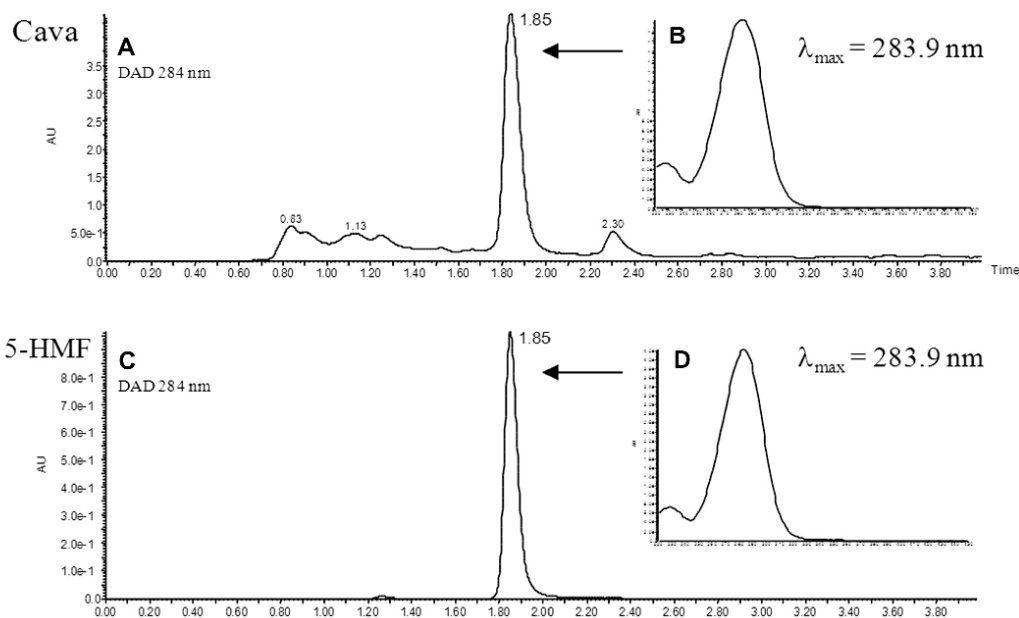 Cava
A
DAD 284 nm
1.85
B
λmax = 283.9 nm
AU
3.5
3.0
2.5
2.0
1.5
1.0
5.0e-1
0.0
0.83
1.13
2.30
0.00 0.20 0.40 0.60 0.80 1.00 1.20 1.40 1.60 1.80 2.00 2.20 2.40 2.60 2.80 3.00 3.20 3.40 3.60 3.80
Time
5-HMF
C
DAD 284 nm
1.85
D
λmax = 283.9 nm
AU
8.0e-1
7.0e-1
6.0e-1
5.0e-1
4.0e-1
3.0e-1
2.0e-1
1.0e-1
0.0
0.00 0.20 0.40 0.60 0.80 1.00 1.20 1.40 1.60 1.80 2.00 2.20 2.40 2.60 2.80 3.00 3.20 3.40 3.60 3.80